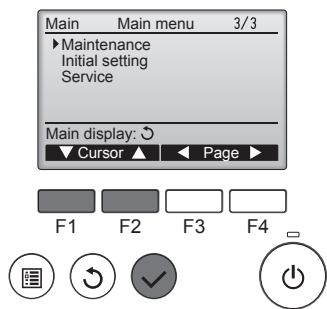 Main Main menu 3/3
Maintenance
Initial setting
Service
Main display:
Cursor Page
F1 F2 F3 F4